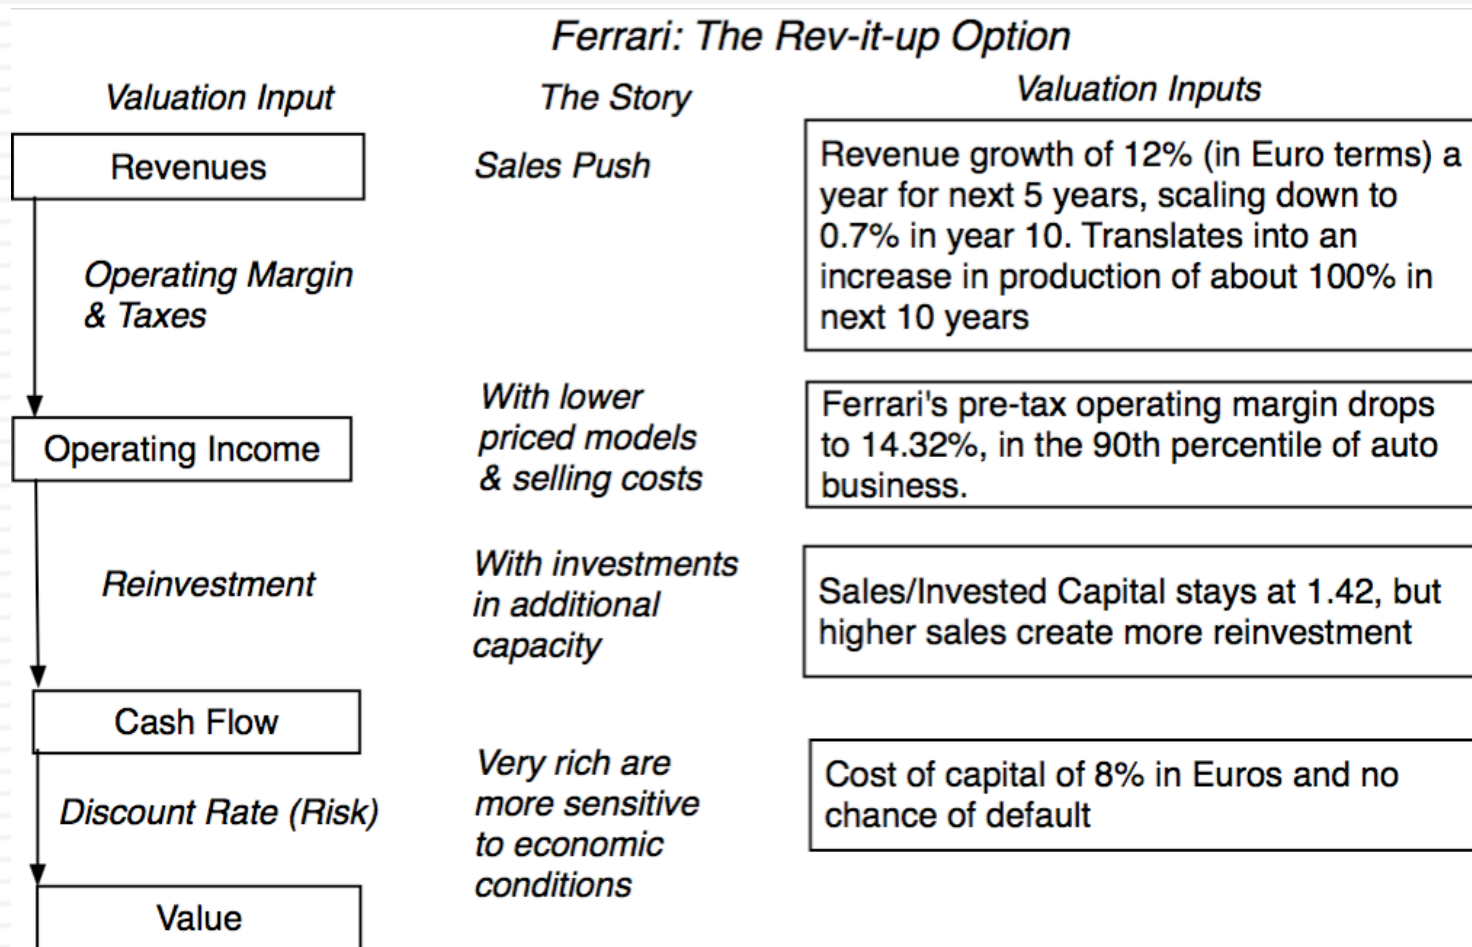 Ferrari: The Rev-it-up Option
Valuation Input
The Story
Valuation Inputs
Revenues
Sales Push
Revenue growth of 12% (in Euro terms) a
year for next 5 years, scaling down to
0.7% in year 10. Translates into an
increase in production of about 100% in
next 10 years
Operating Margin
& Taxes
Operating Income
With lower
priced models
& selling costs
Ferrari's pre-tax operating margin drops
to 14.32%, in the 90th percentile of auto
business.
Reinvestment
With investments
in additional
capacity
Sales/Invested Capital stays at 1.42, but
higher sales create more reinvestment
Cash Flow
Discount Rate (Risk)
Very rich are
more sensitive
to economic
conditions
Cost of capital of 8% in Euros and no
chance of default
Value